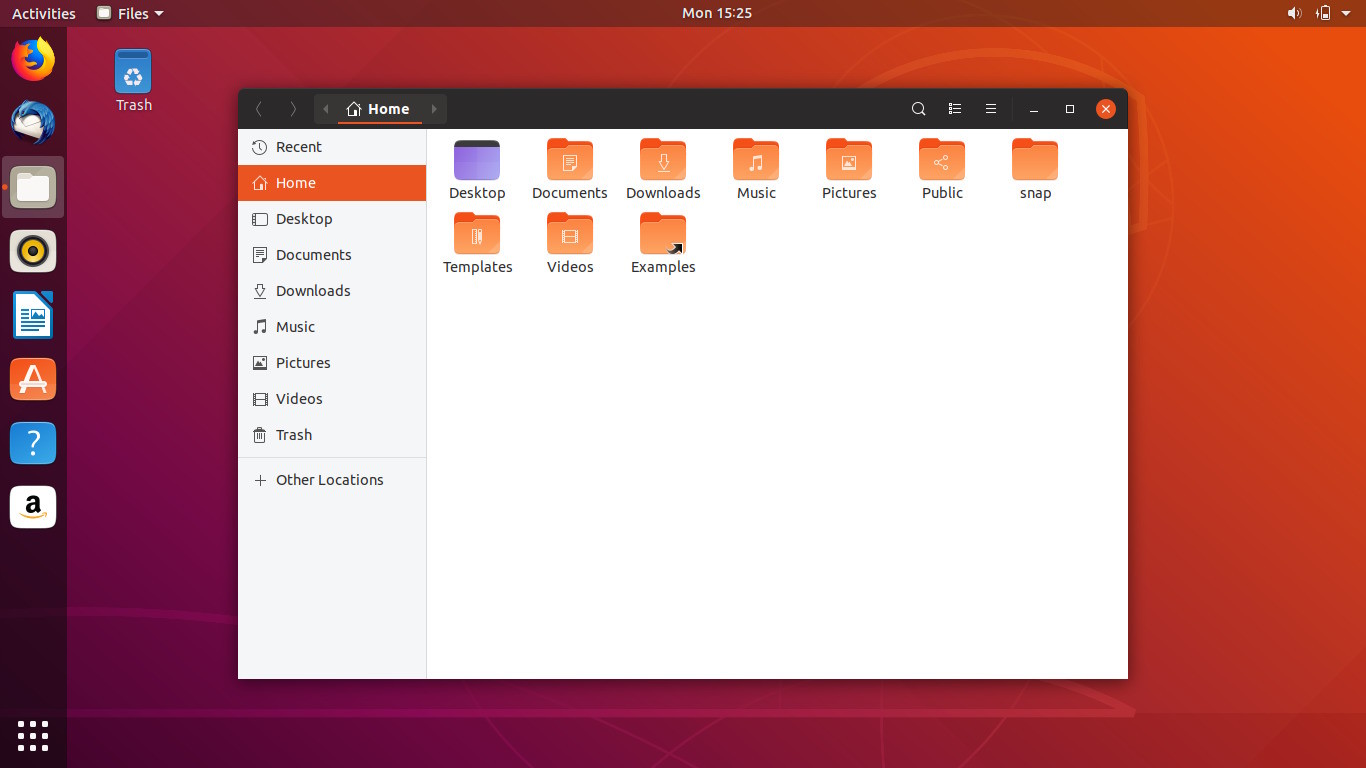 Activities Files Mon 15:25
Trash
Home
Recent
Home
Desktop
Documents
Downloads
Music
Pictures
Videos
Trash
Other Locations
Desktop Documents Downloads Music Pictures Public snap
Templates Videos Examples